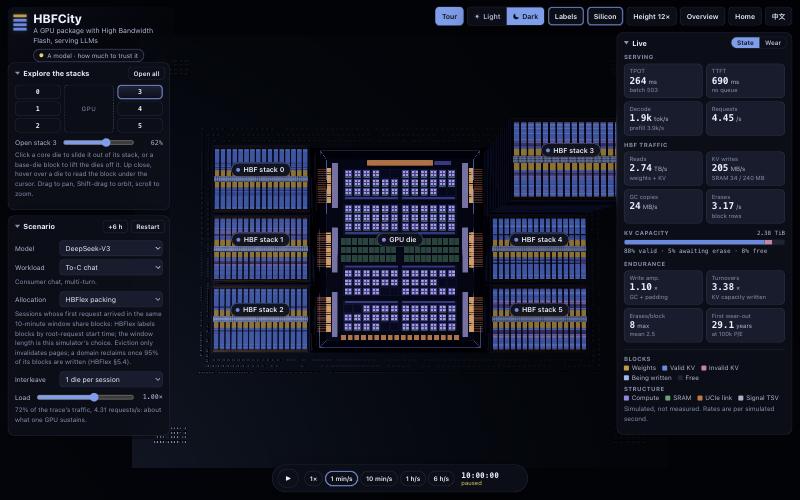 HBFCity
A GPU package with High Bandwidth
Flash, serving LLMs
A model · how much to trust it
Tour
Light
Dark
Labels
Silicon
Height 12×
Overview
Home
中文
Explore the stacks
Open all
0
GPU
3
1
4
2
5
Open stack 3
62%
Click a core die to slide it out of its stack, or a
base-die block to lift the dies off it. Up close,
hover over a die to read the block under the
cursor. Drag to pan, Shift-drag to orbit, scroll to
zoom.
Scenario
+6 h
Restart
Model
DeepSeek-V3
Workload
To-C chat
Consumer chat, multi-turn.
Allocation
HBFlex packing
Sessions whose first request arrived in the same
10-minute window share blocks: HBFlex labels
blocks by root-request start time; the window
length is this simulator's choice. Eviction only
invalidates pages; a domain reclaims once 95%
of its blocks are written (HBFlex §5.4).
Interleave
1 die per session
Load
1.00×
72% of the trace's traffic, 4.31 requests/s: about
what one GPU sustains.
HBF stack 0
HBF stack 1
HBF stack 2
GPU die
HBF stack 3
HBF stack 4
HBF stack 5
Live
State
Wear
SERVING
TPOT
264 ms
batch 503
TTFT
690 ms
no queue
Decode
1.9k tok/s
prefill 3.9k/s
Requests
4.45 /s
HBF TRAFFIC
Reads
2.74 TB/s
weights + KV
KV writes
205 MB/s
SRAM 34 / 240 MB
GC copies
24 MB/s
Erases
3.17 /s
block rows
KV CAPACITY
2.38 TiB
88% valid · 5% awaiting erase · 8% free
ENDURANCE
Write amp.
1.10 ×
GC + padding
Turnovers
3.38 ×
KV capacity written
Erases/block
8 max
mean 2.5
First wear-out
29.1 years
at 100k P/E
BLOCKS
Weights
Valid KV
Invalid KV
Being written
Free
STRUCTURE
Compute
SRAM
UCIe link
Signal TSV
Simulated, not measured. Rates are per simulated
second.
1×
1 min/s
10 min/s
1 h/s
6 h/s
10:00:00
paused